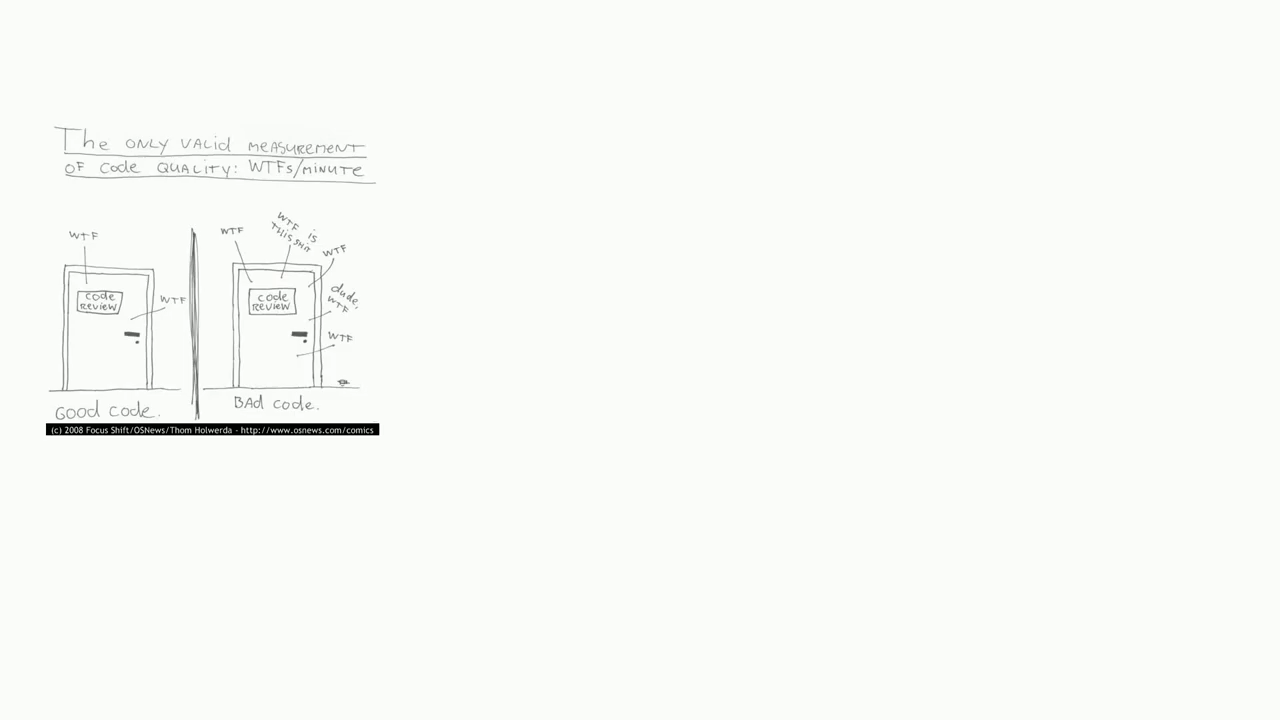 The ONLY VALid MEASUREMENT
OF Code QUALITY: WTFs/MINUTE
WTF
Code
REVIEW
WTF
GOOD CODE.
WTF
WTF is
THIS SHIT
WTF
Code
REVIEW
dude,
WTF
WTF
BAd Code.
(c) 2008 Focus Shift/OSNews/Thom Holwerda - http://www.osnews.com/comics